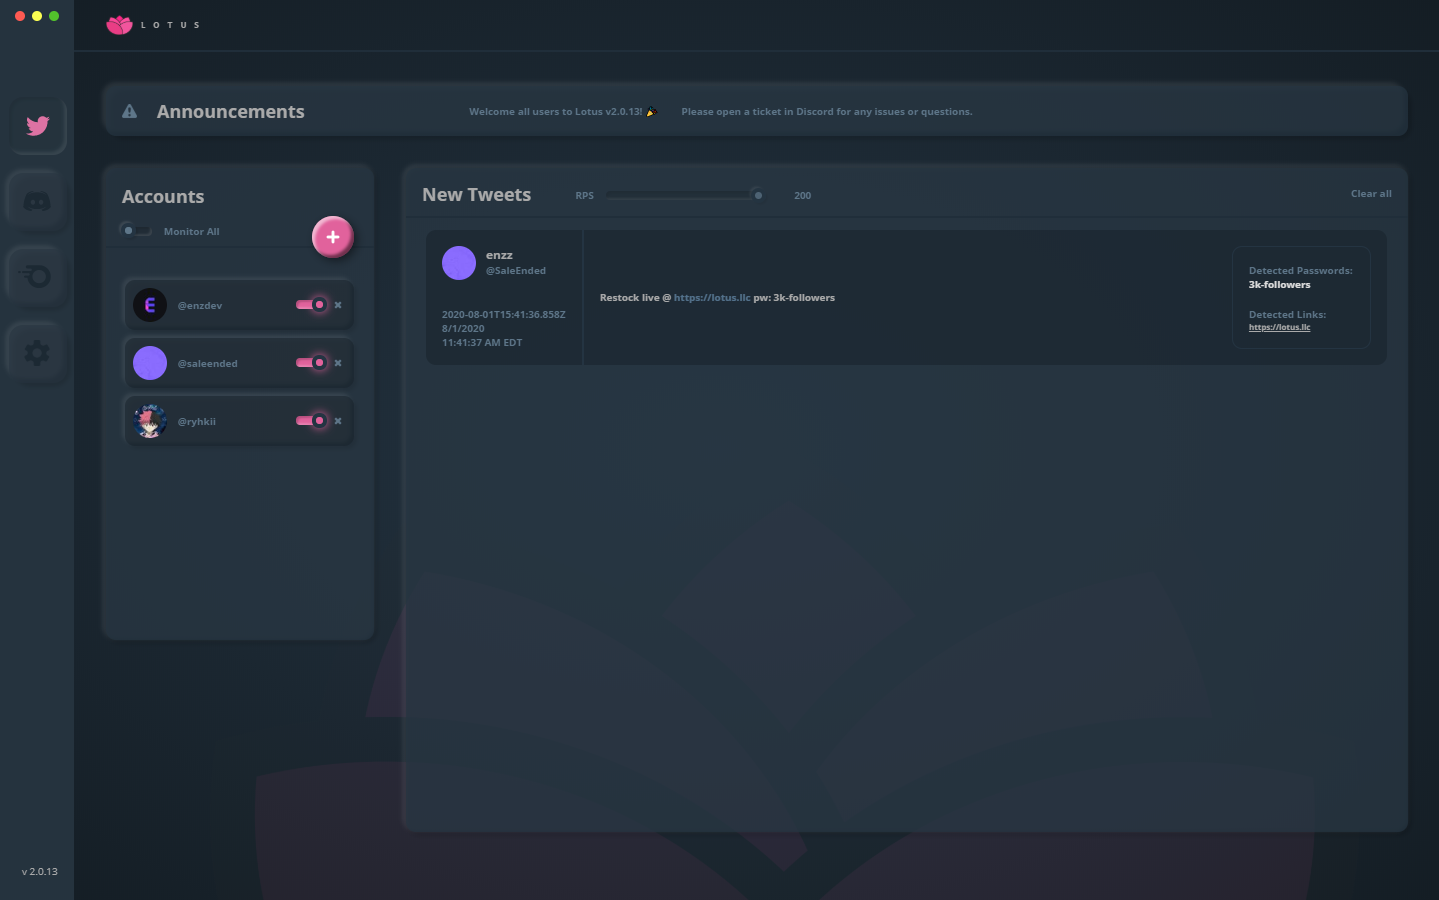 LOTUS
Announcements
Welcome all users to Lotus v2.0.13! 🎉 Please open a ticket in Discord for any issues or questions.
Accounts
Monitor All
+
@enzdev
@saleended
@ryhkii
New Tweets
RPS
200
Clear all
enzz
@SaleEnded
2020-08-01T15:41:36.858Z
8/1/2020
11:41:37 AM EDT
Restock live @ https://lotus.llc pw: 3k-followers
Detected Passwords:
3k-followers
Detected Links:
https://lotus.llc
v 2.0.13